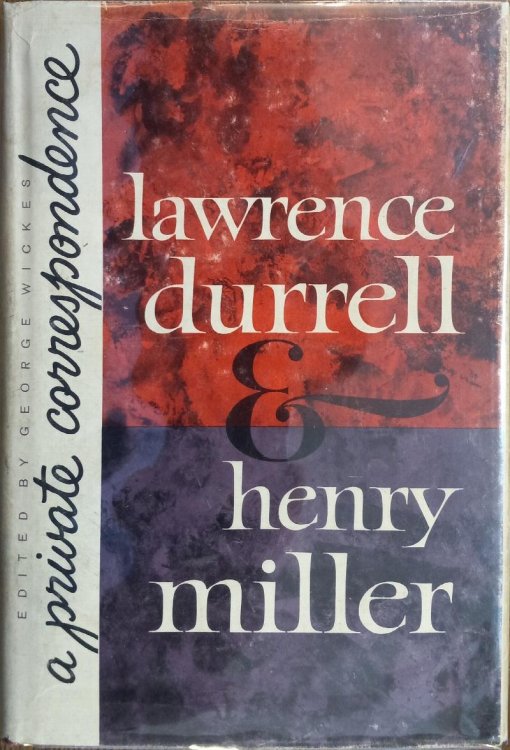 lawrence
durrell
&
henry
miller
a private correspondence
EDITED BY GEORGE WICKES